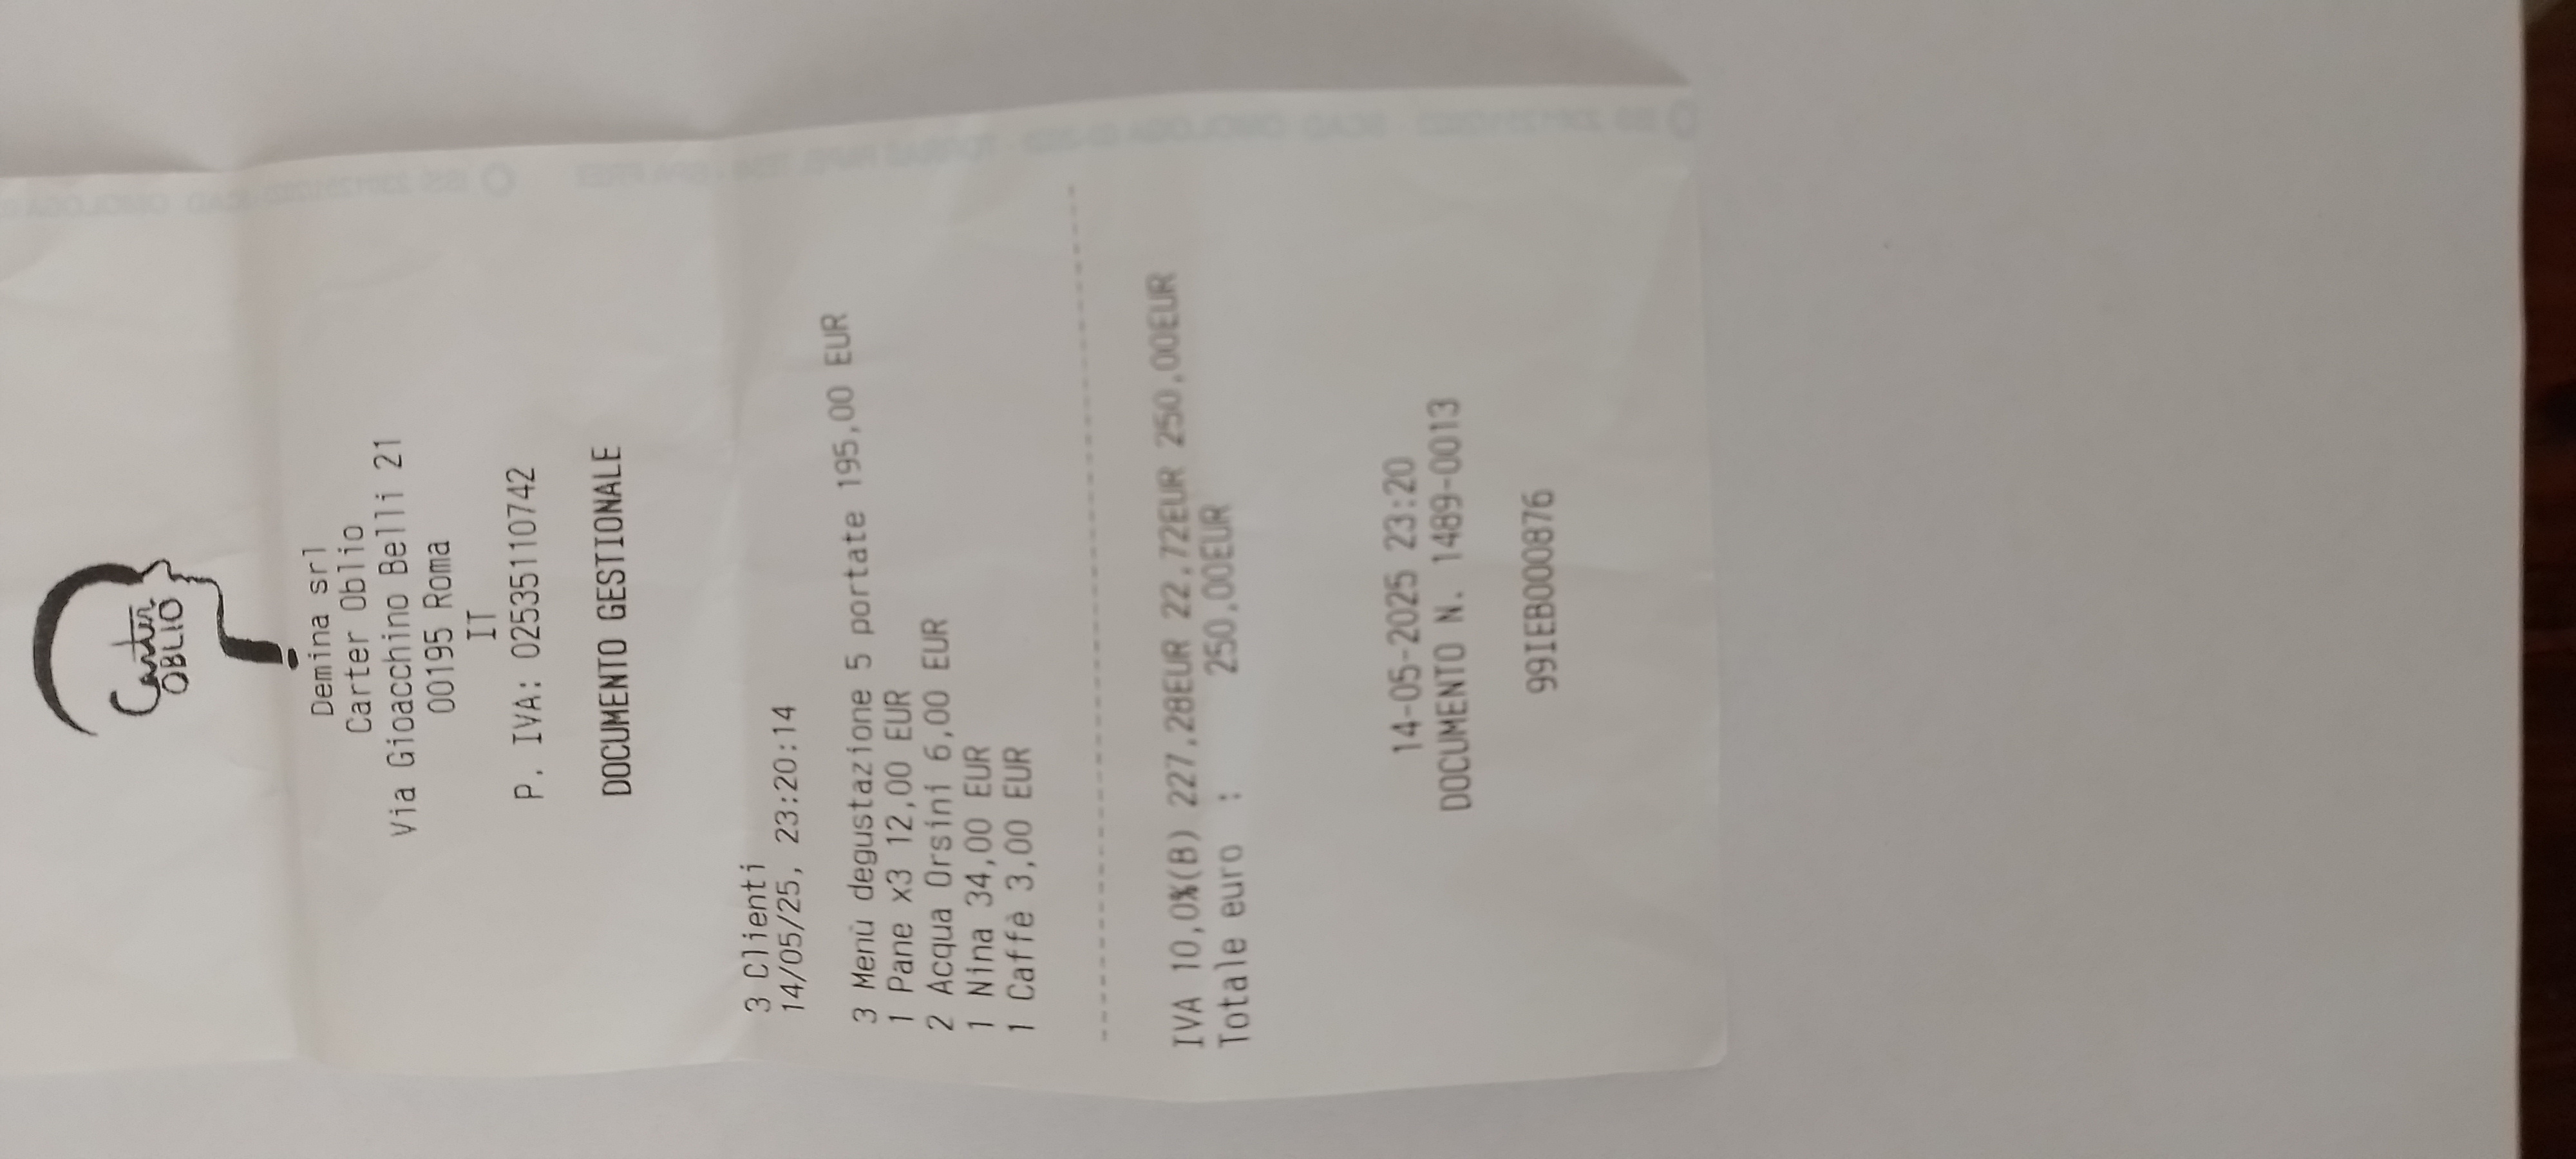 Carter
OBLIO
Demina srl
Carter Oblio
Via Gioacchino Belli 21
00195 Roma
IT
P. IVA: 02535110742
DOCUMENTO GESTIONALE
3 Clienti
14/05/25, 23:20:14
3 Menù degustazione 5 portate 195,00 EUR
1 Pane x3 12,00 EUR
2 Acqua Orsini 6,00 EUR
1 Nina 34,00 EUR
1 Caffè 3,00 EUR
IVA 10,0%(B) 227,28EUR 22,72EUR 250,00EUR
Totale euro : 250,00EUR
14-05-2025 23:20
DOCUMENTO N. 1489-0013
99IEB000876